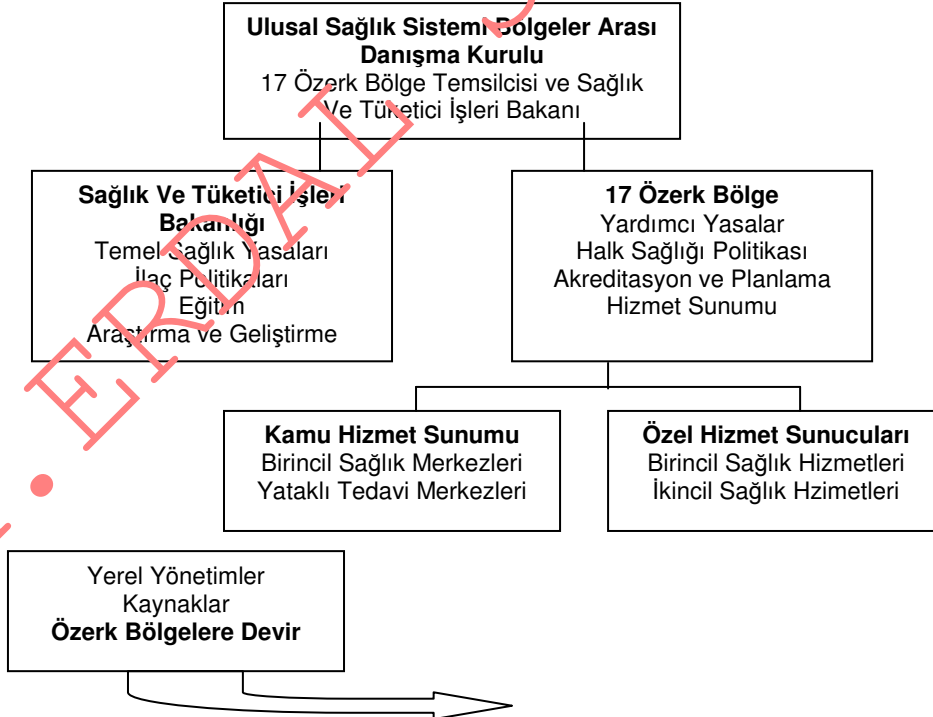 Ulusal Sağlık Sistemi Bölgeler Arası
Danışma Kurulu
17 Özerk Bölge Temsilcisi ve Sağlık
Ve Tüketici İşleri Bakanı
Sağlık Ve Tüketici İşleri
Bakanlığı
Temel Sağlık Yasaları
İlaç Politikaları
Eğitim
Araştırma ve Geliştirme
17 Özerk Bölge
Yardımcı Yasalar
Halk Sağlığı Politikası
Akreditasyon ve Planlama
Hizmet Sunumu
Kamu Hizmet Sunumu
Birincil Sağlık Merkezleri
Yataklı Tedavi Merkezleri
Özel Hizmet Sunucuları
Birincil Sağlık Hizmetleri
İkincil Sağlık Hzimetleri
Yerel Yönetimler
Kaynaklar
Özerk Bölgelere Devir
. ERDAL